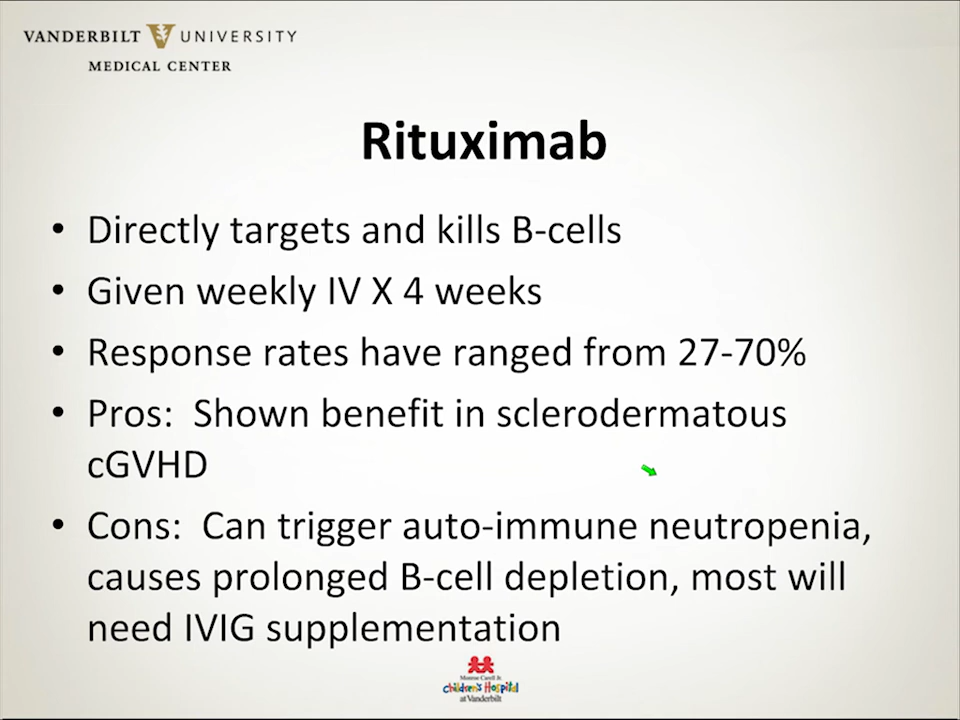 VANDERBILT UNIVERSITY
MEDICAL CENTER
Rituximab
• Directly targets and kills B-cells
• Given weekly IV X 4 weeks
• Response rates have ranged from 27-70%
• Pros: Shown benefit in sclerodermatous
cGVHD
• Cons: Can trigger auto-immune neutropenia,
causes prolonged B-cell depletion, most will
need IVIG supplementation
Monroe Carell Jr.
Children's Hospital
at Vanderbilt